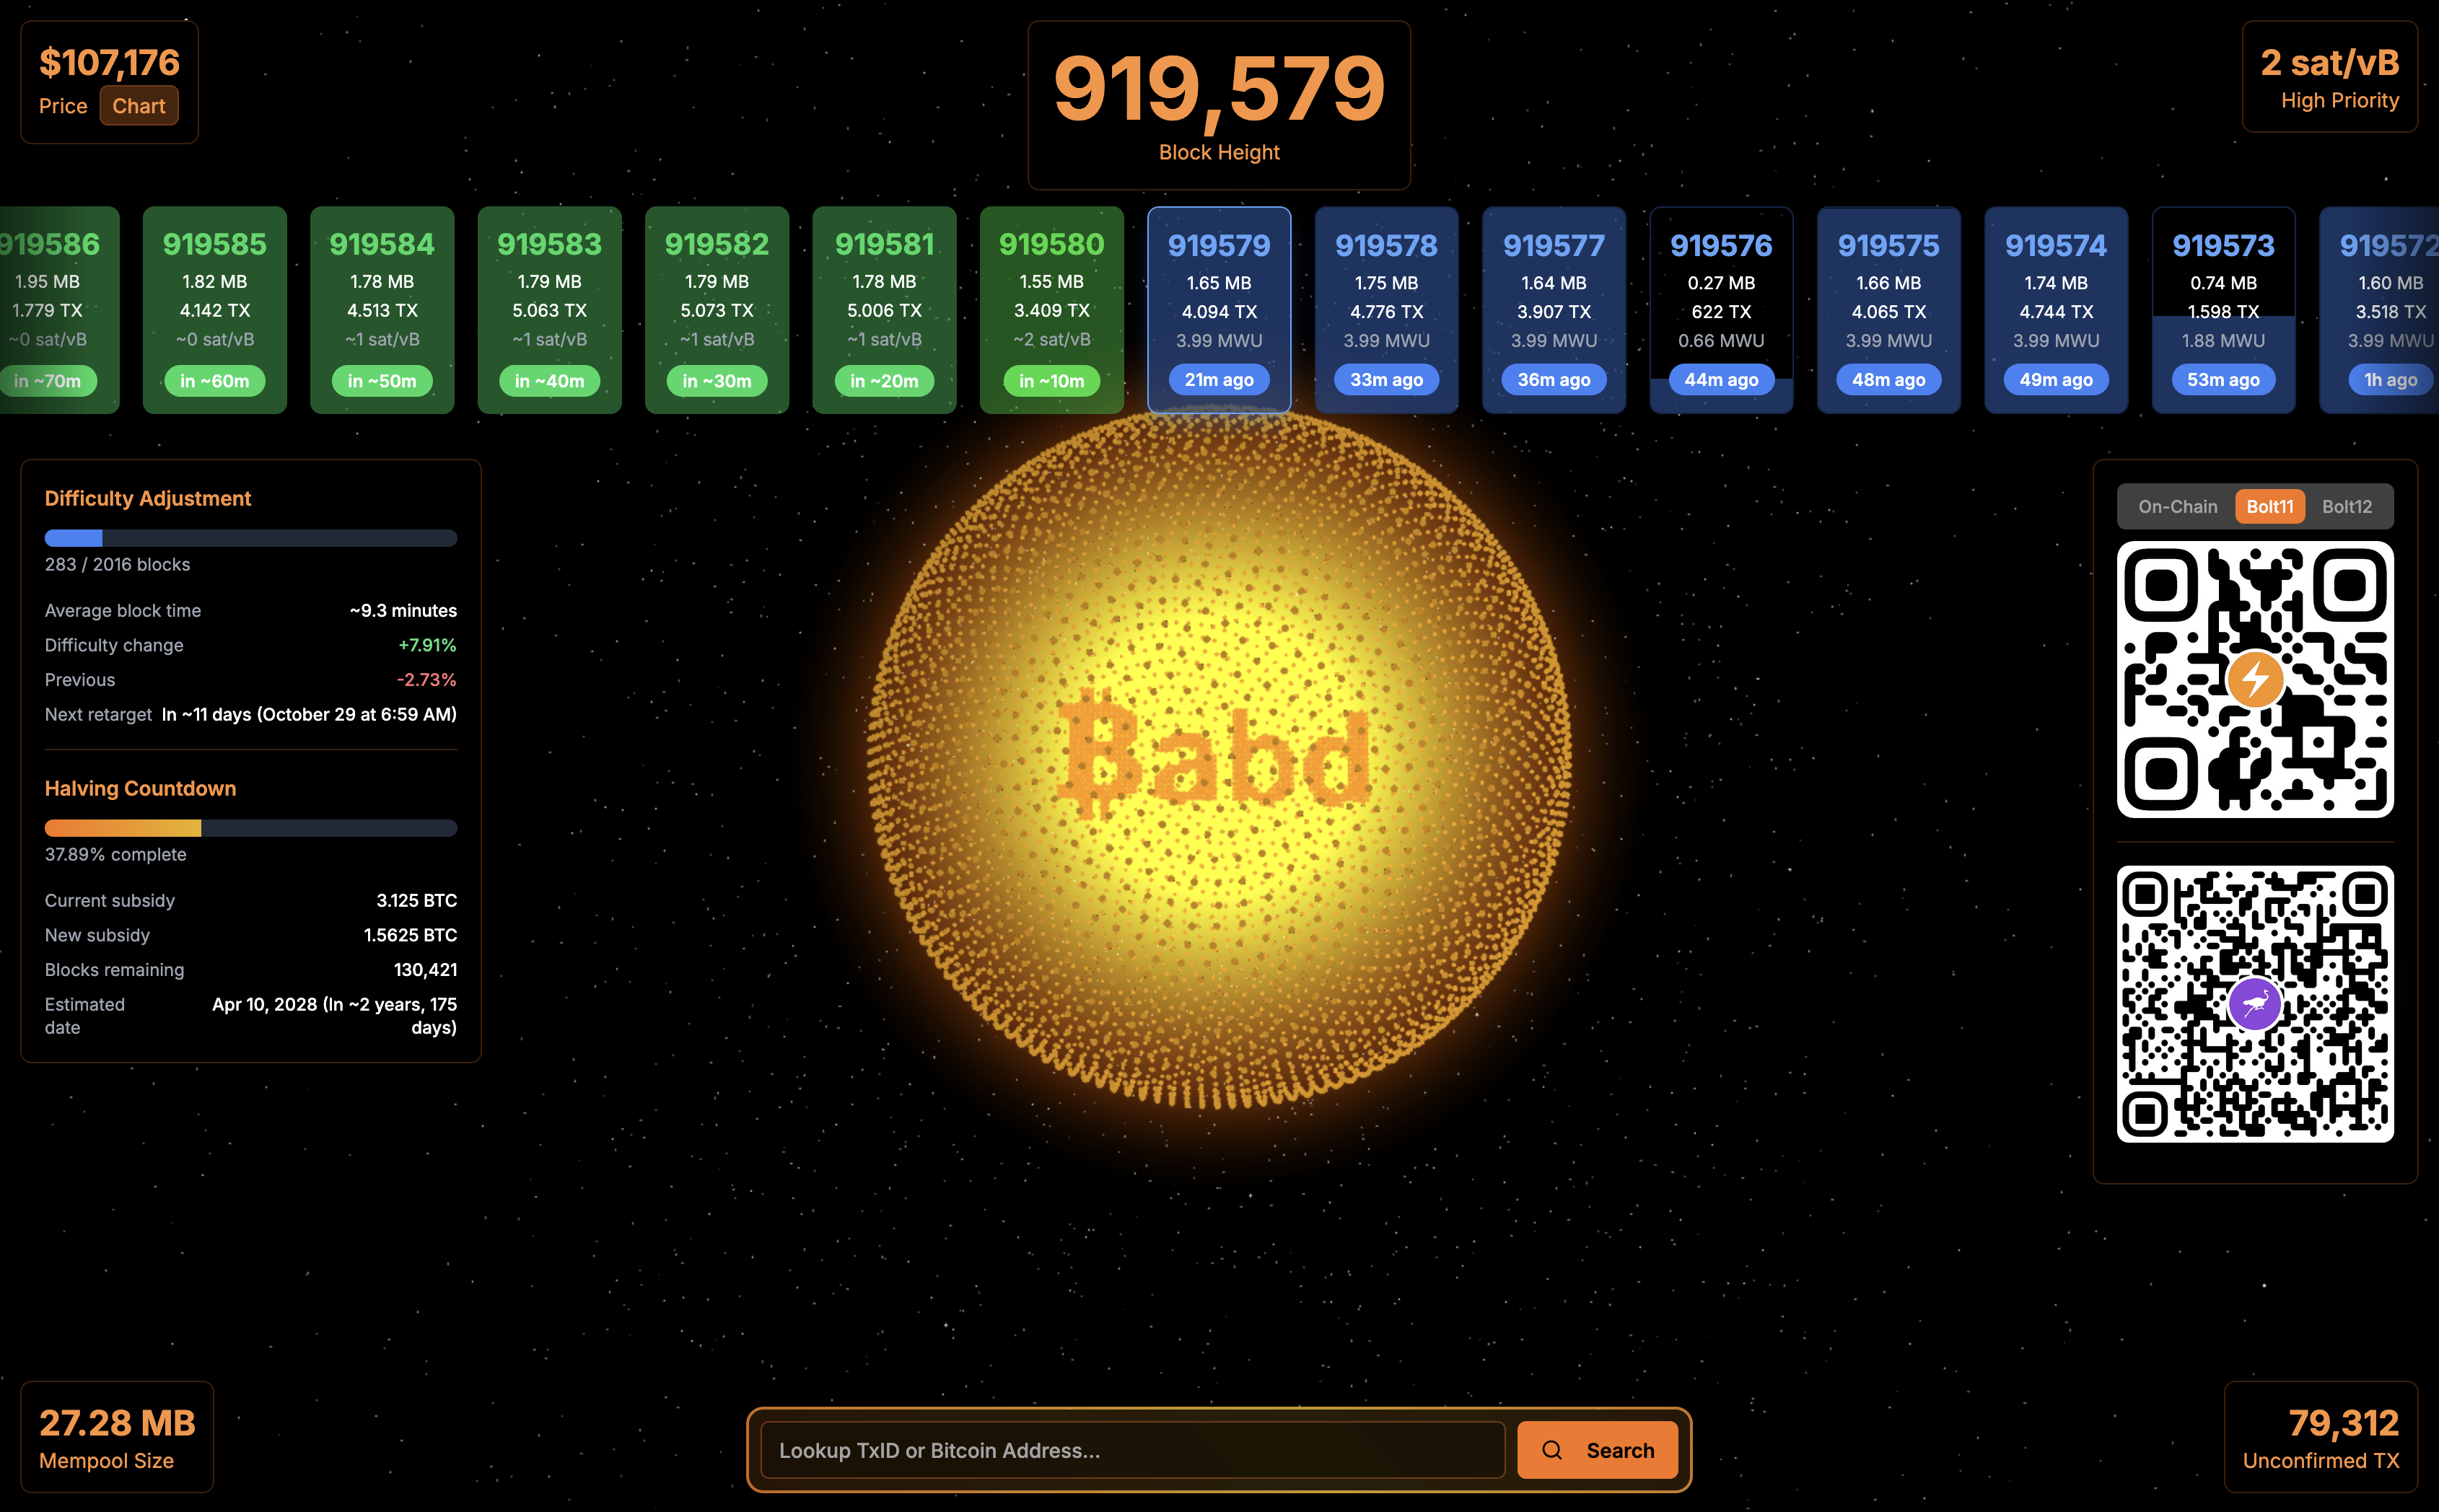 $107,176
Price Chart
919,579
Block Height
2 sat/vB
High Priority
919586
1.95 MB
1.779 TX
~0 sat/vB
in ~70m
919585
1.82 MB
4.142 TX
~0 sat/vB
in ~60m
919584
1.78 MB
4.513 TX
~1 sat/vB
in ~50m
919583
1.79 MB
5.063 TX
~1 sat/vB
in ~40m
919582
1.79 MB
5.073 TX
~1 sat/vB
in ~30m
919581
1.78 MB
5.006 TX
~1 sat/vB
in ~20m
919580
1.55 MB
3.409 TX
~2 sat/vB
in ~10m
919579
1.65 MB
4.094 TX
3.99 MWU
21m ago
919578
1.75 MB
4.776 TX
3.99 MWU
33m ago
919577
1.64 MB
3.907 TX
3.99 MWU
36m ago
919576
0.27 MB
622 TX
0.66 MWU
44m ago
919575
1.66 MB
4.065 TX
3.99 MWU
48m ago
919574
1.74 MB
4.744 TX
3.99 MWU
49m ago
919573
0.74 MB
1.598 TX
1.88 MWU
53m ago
919572
1.60 MB
3.518 TX
3.99 MWU
1h ago
Difficulty Adjustment
283 / 2016 blocks
Average block time ~9.3 minutes
Difficulty change +7.91%
Previous -2.73%
Next retarget In ~11 days (October 29 at 6:59 AM)
Halving Countdown
37.89% complete
Current subsidy 3.125 BTC
New subsidy 1.5625 BTC
Blocks remaining 130,421
Estimated date Apr 10, 2028 (In ~2 years, 175 days)
₿abd
On-Chain Bolt11 Bolt12
27.28 MB
Mempool Size
Lookup TxID or Bitcoin Address...
Search
79,312
Unconfirmed TX